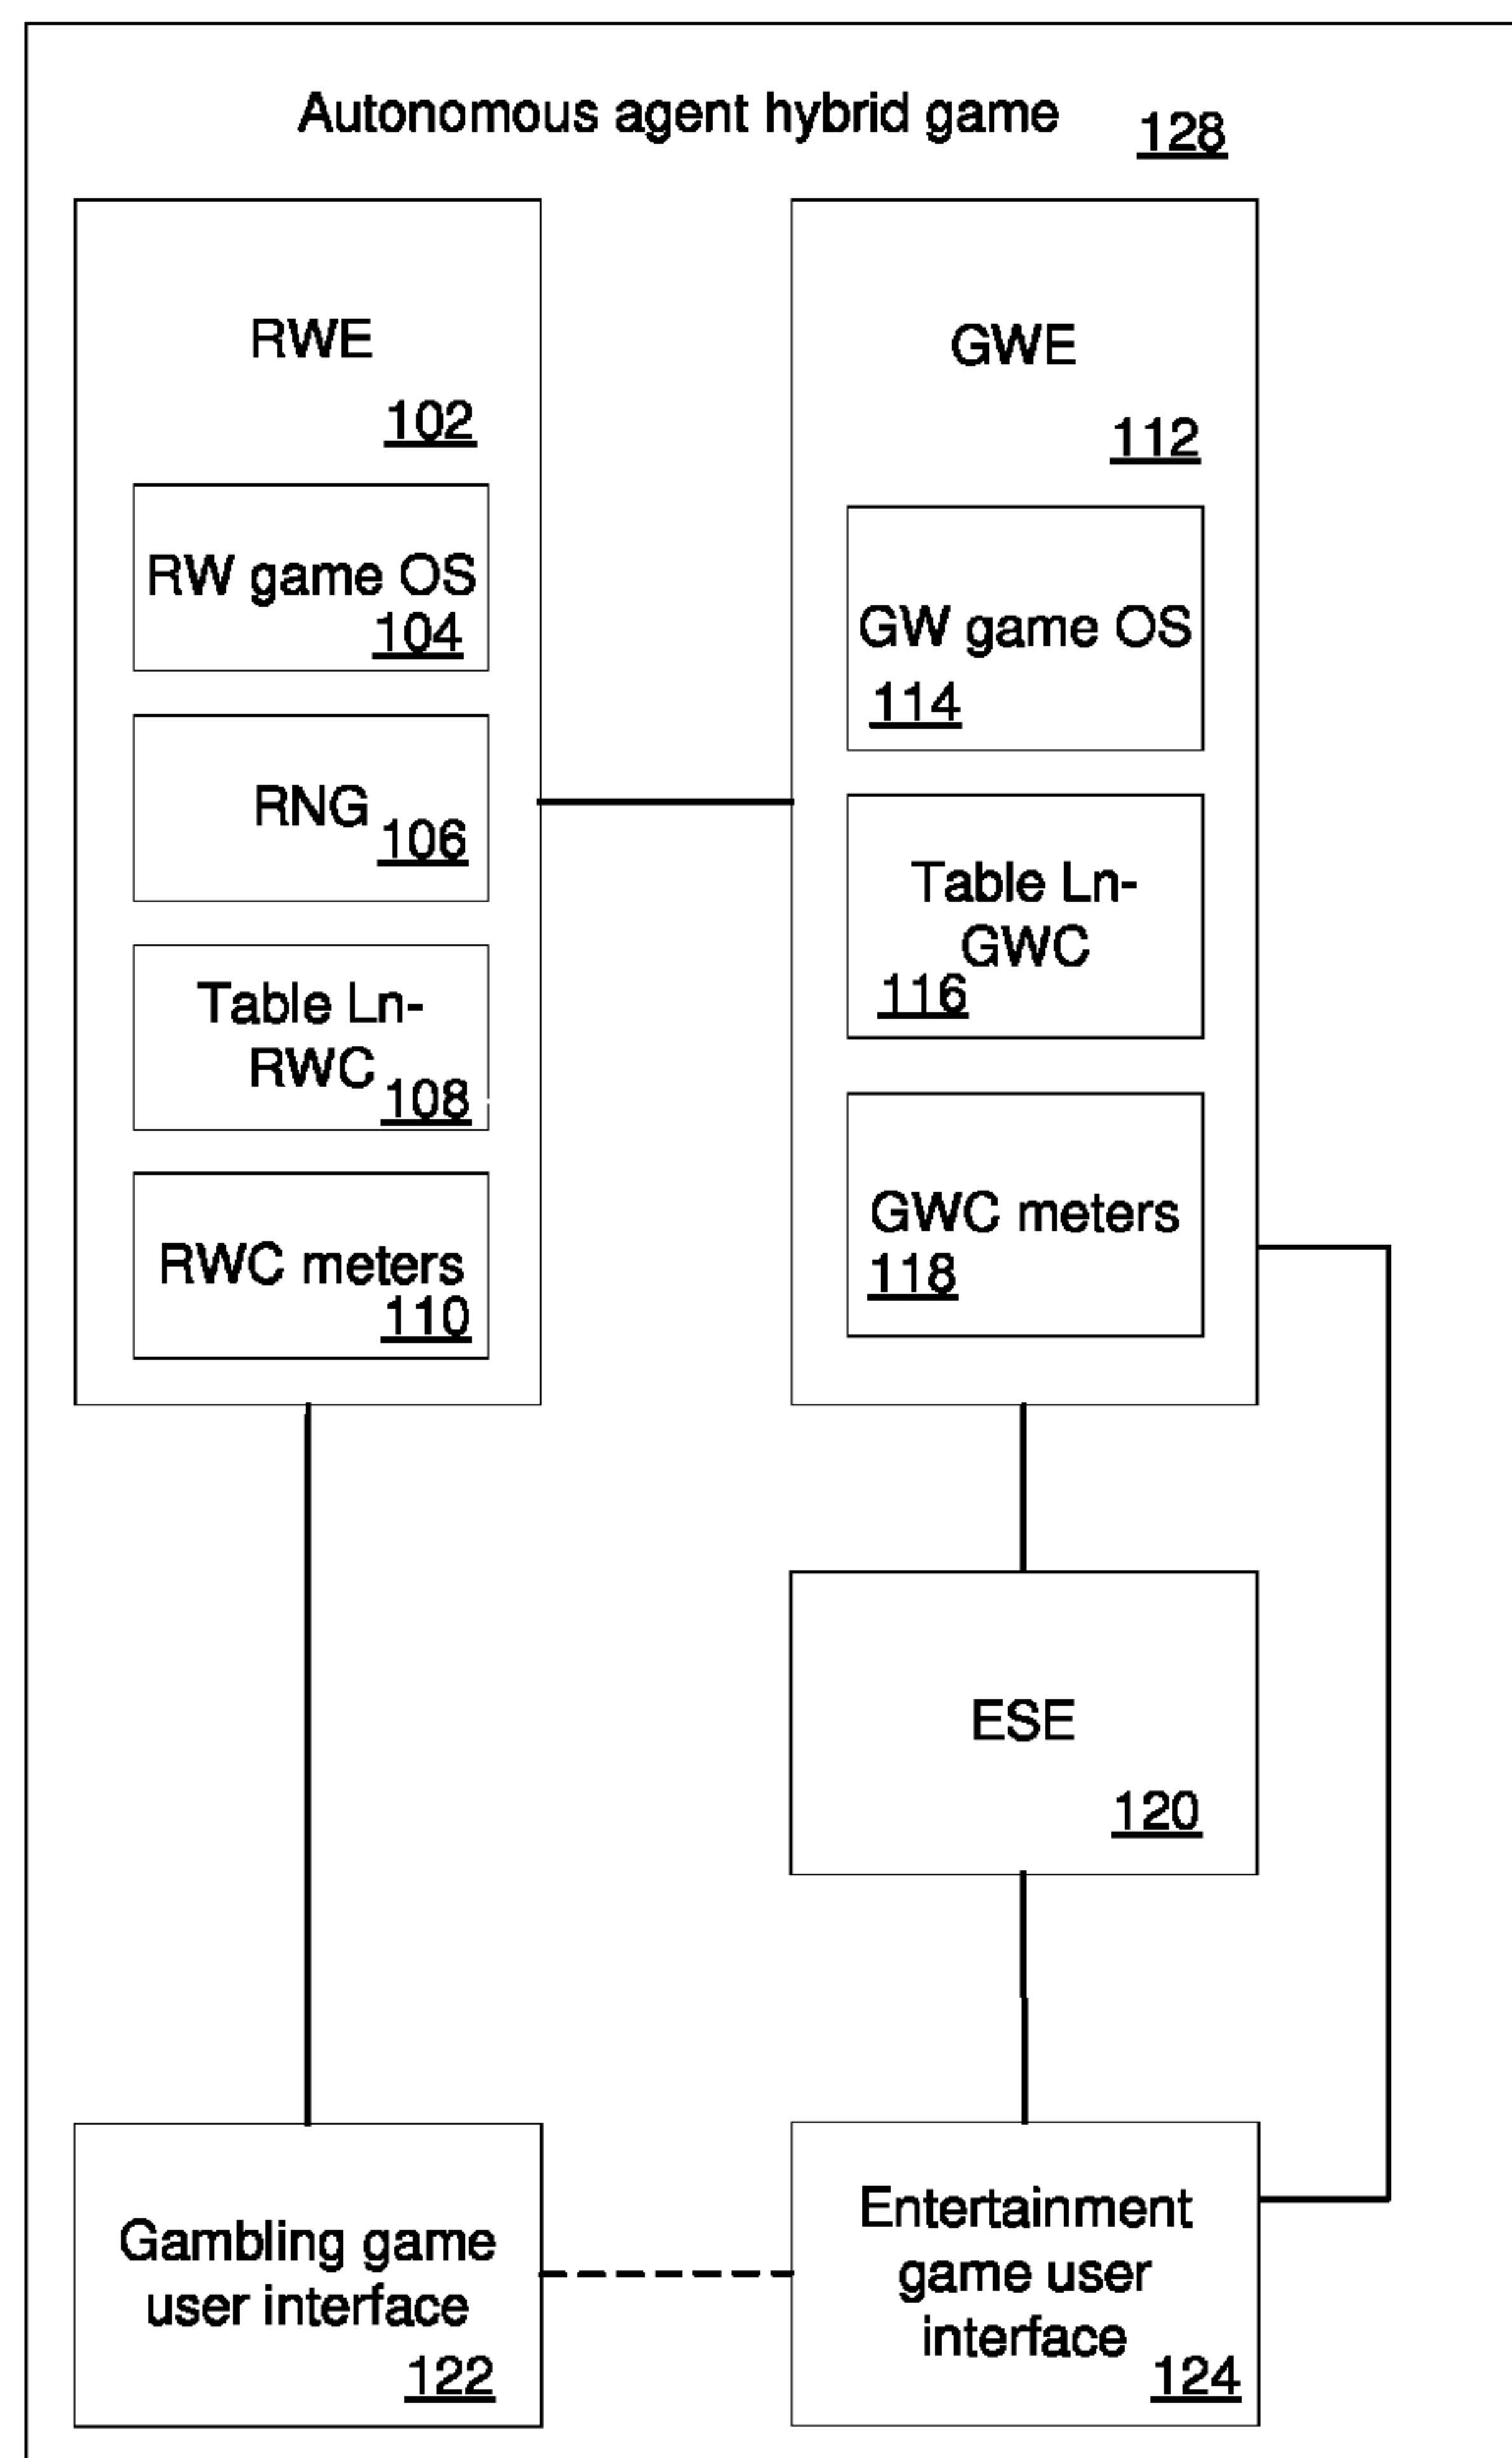 Autonomous agent hybrid game 128
RWE
102
RW game OS
104
RNG
106
Table Ln-
RWC
108
RWC meters
110
GWE
112
GW game OS
114
Table Ln-
GWC
116
GWC meters
118
ESE
120
Gambling game
user interface
122
Entertainment
game user
interface
124